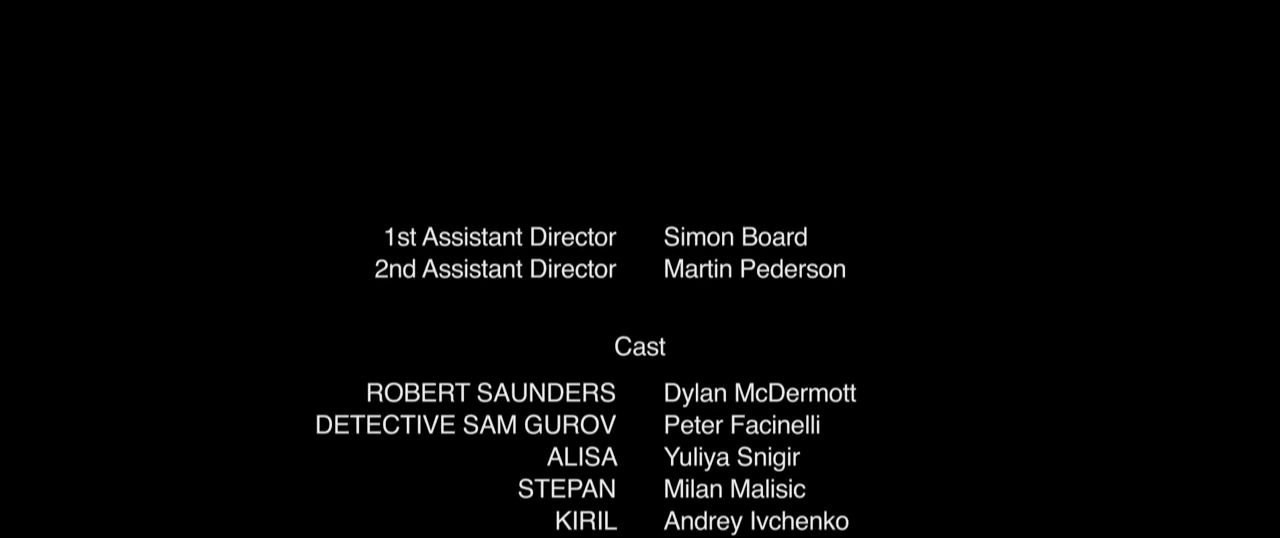 1st Assistant Director Simon Board
2nd Assistant Director Martin Pederson
Cast
ROBERT SAUNDERS Dylan McDermott
DETECTIVE SAM GUROV Peter Facinelli
ALISA Yuliya Snigir
STEPAN Milan Malisic
KIRIL Andrey Ivchenko